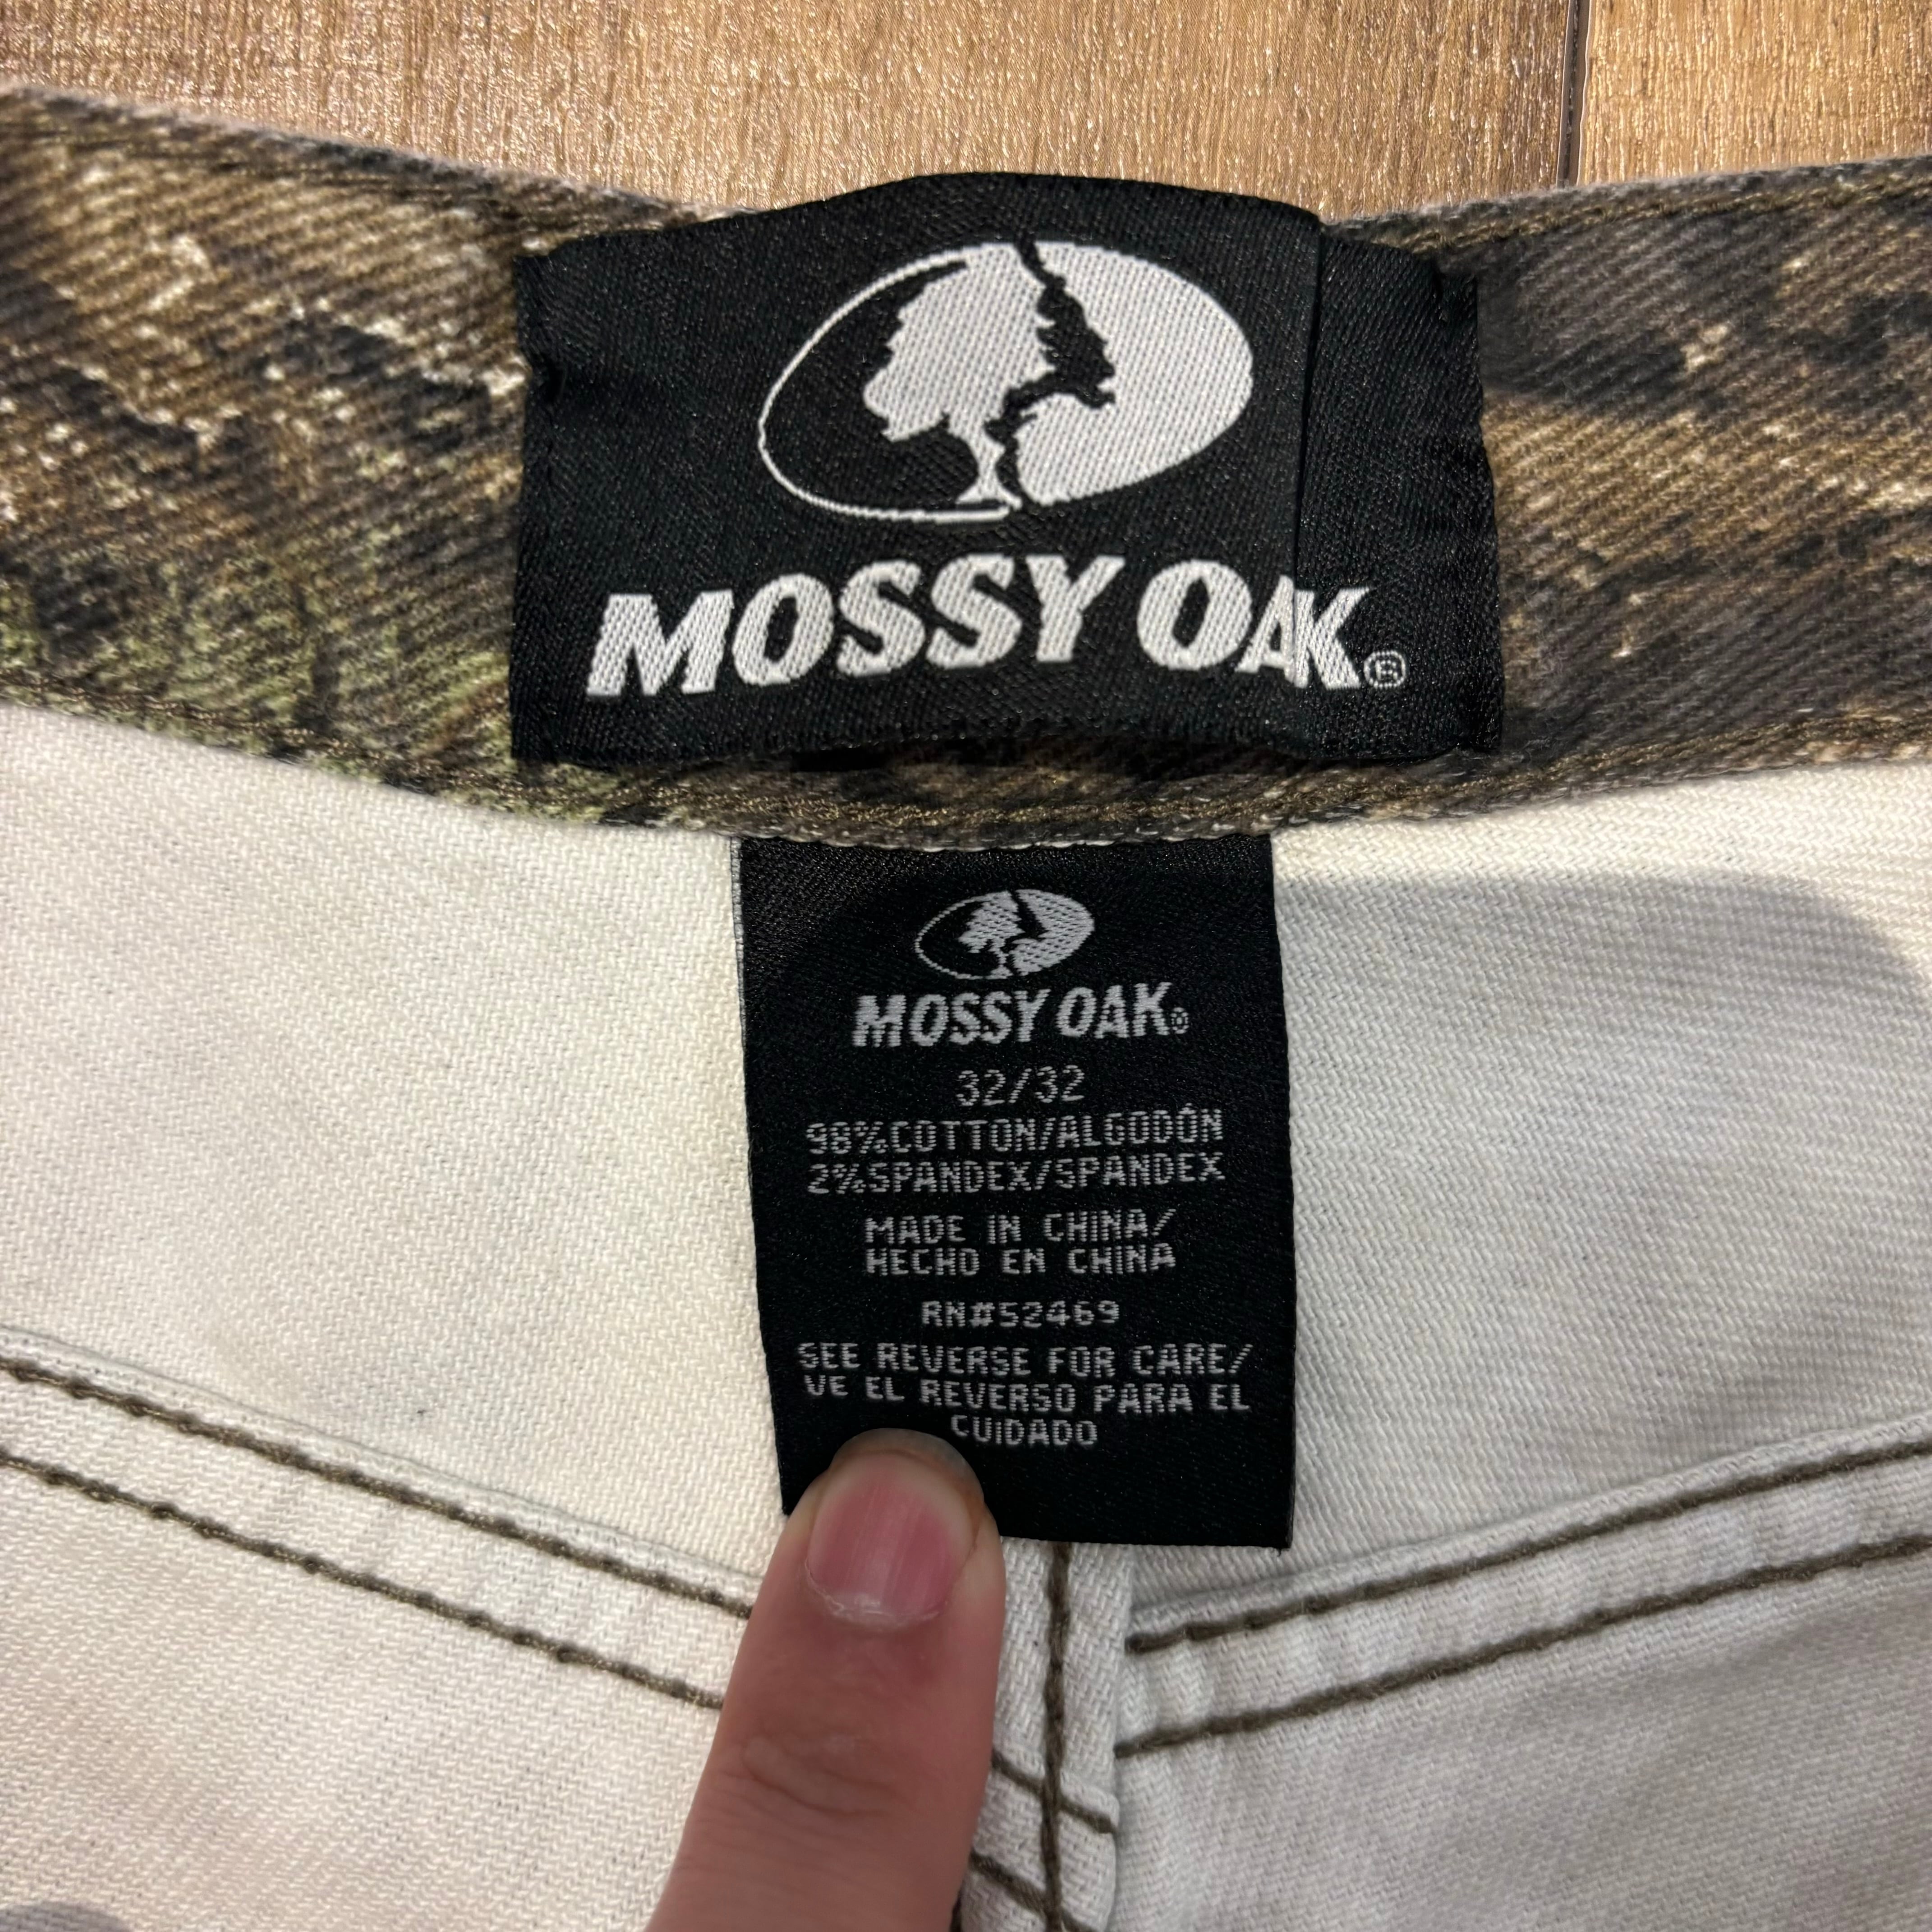 MOSSY OAK®
MOSSY OAK®
32/32
98%COTTON/ALGODÓN
2%SPANDEX/SPANDEX
MADE IN CHINA/
HECHO EN CHINA
RN#52469
SEE REVERSE FOR CARE/
VE EL REVERSO PARA EL
CUIDADO